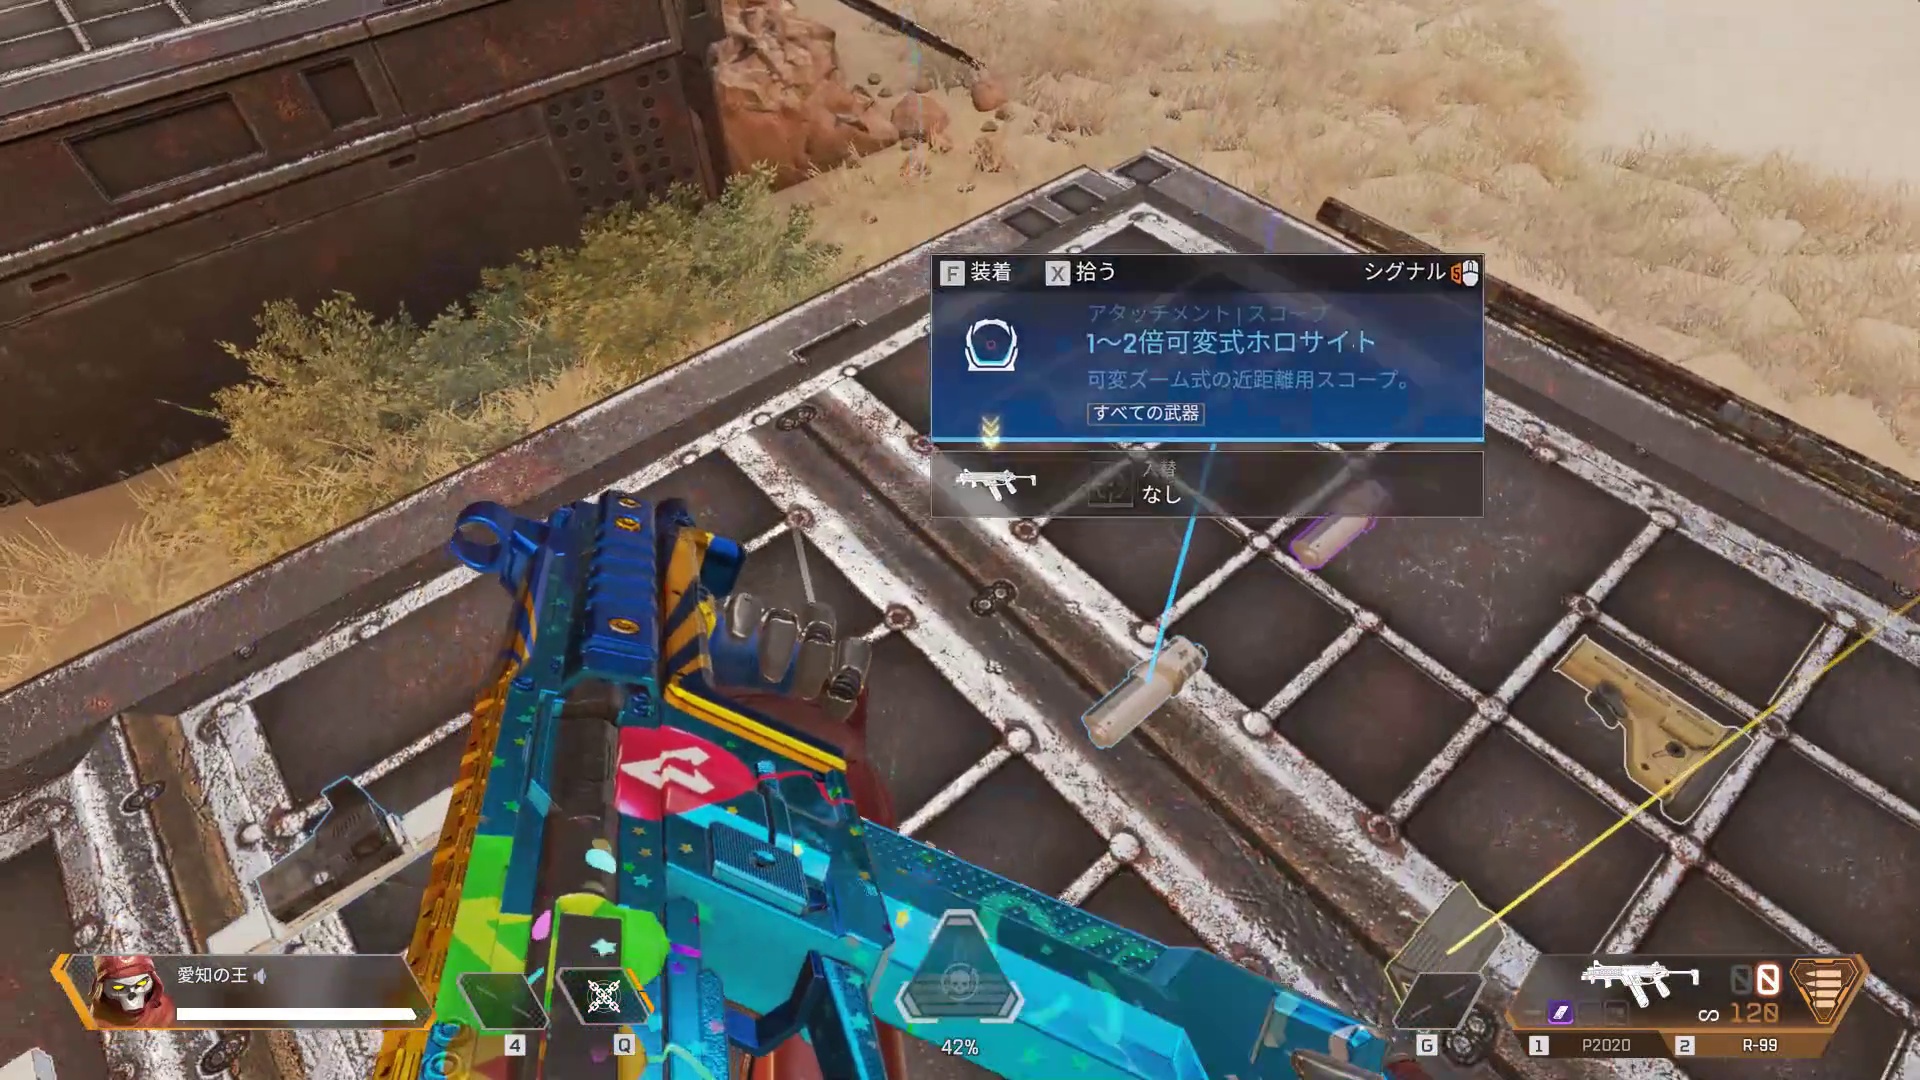 F 装着 X 拾う シグナル
アタッチメント | スコープ
1～2倍可変式ホロサイト
可変ズーム式の近距離用スコープ。
すべての武器
入替
なし
愛知の王
4 Q
42%
G
00
∞ 120
1 P2020 2 R-99